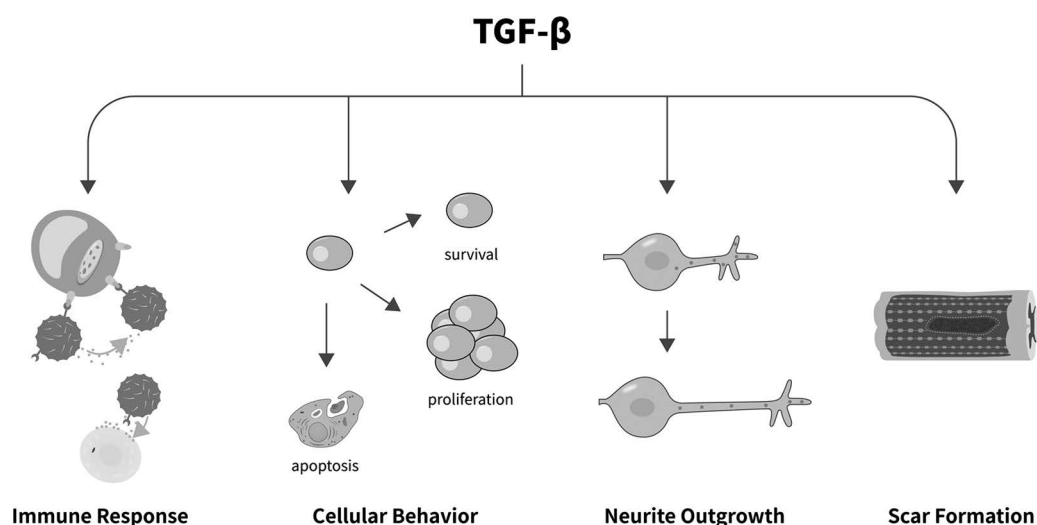 TGF-β
survival
proliferation
apoptosis
Immune Response
Cellular Behavior
Neurite Outgrowth
Scar Formation